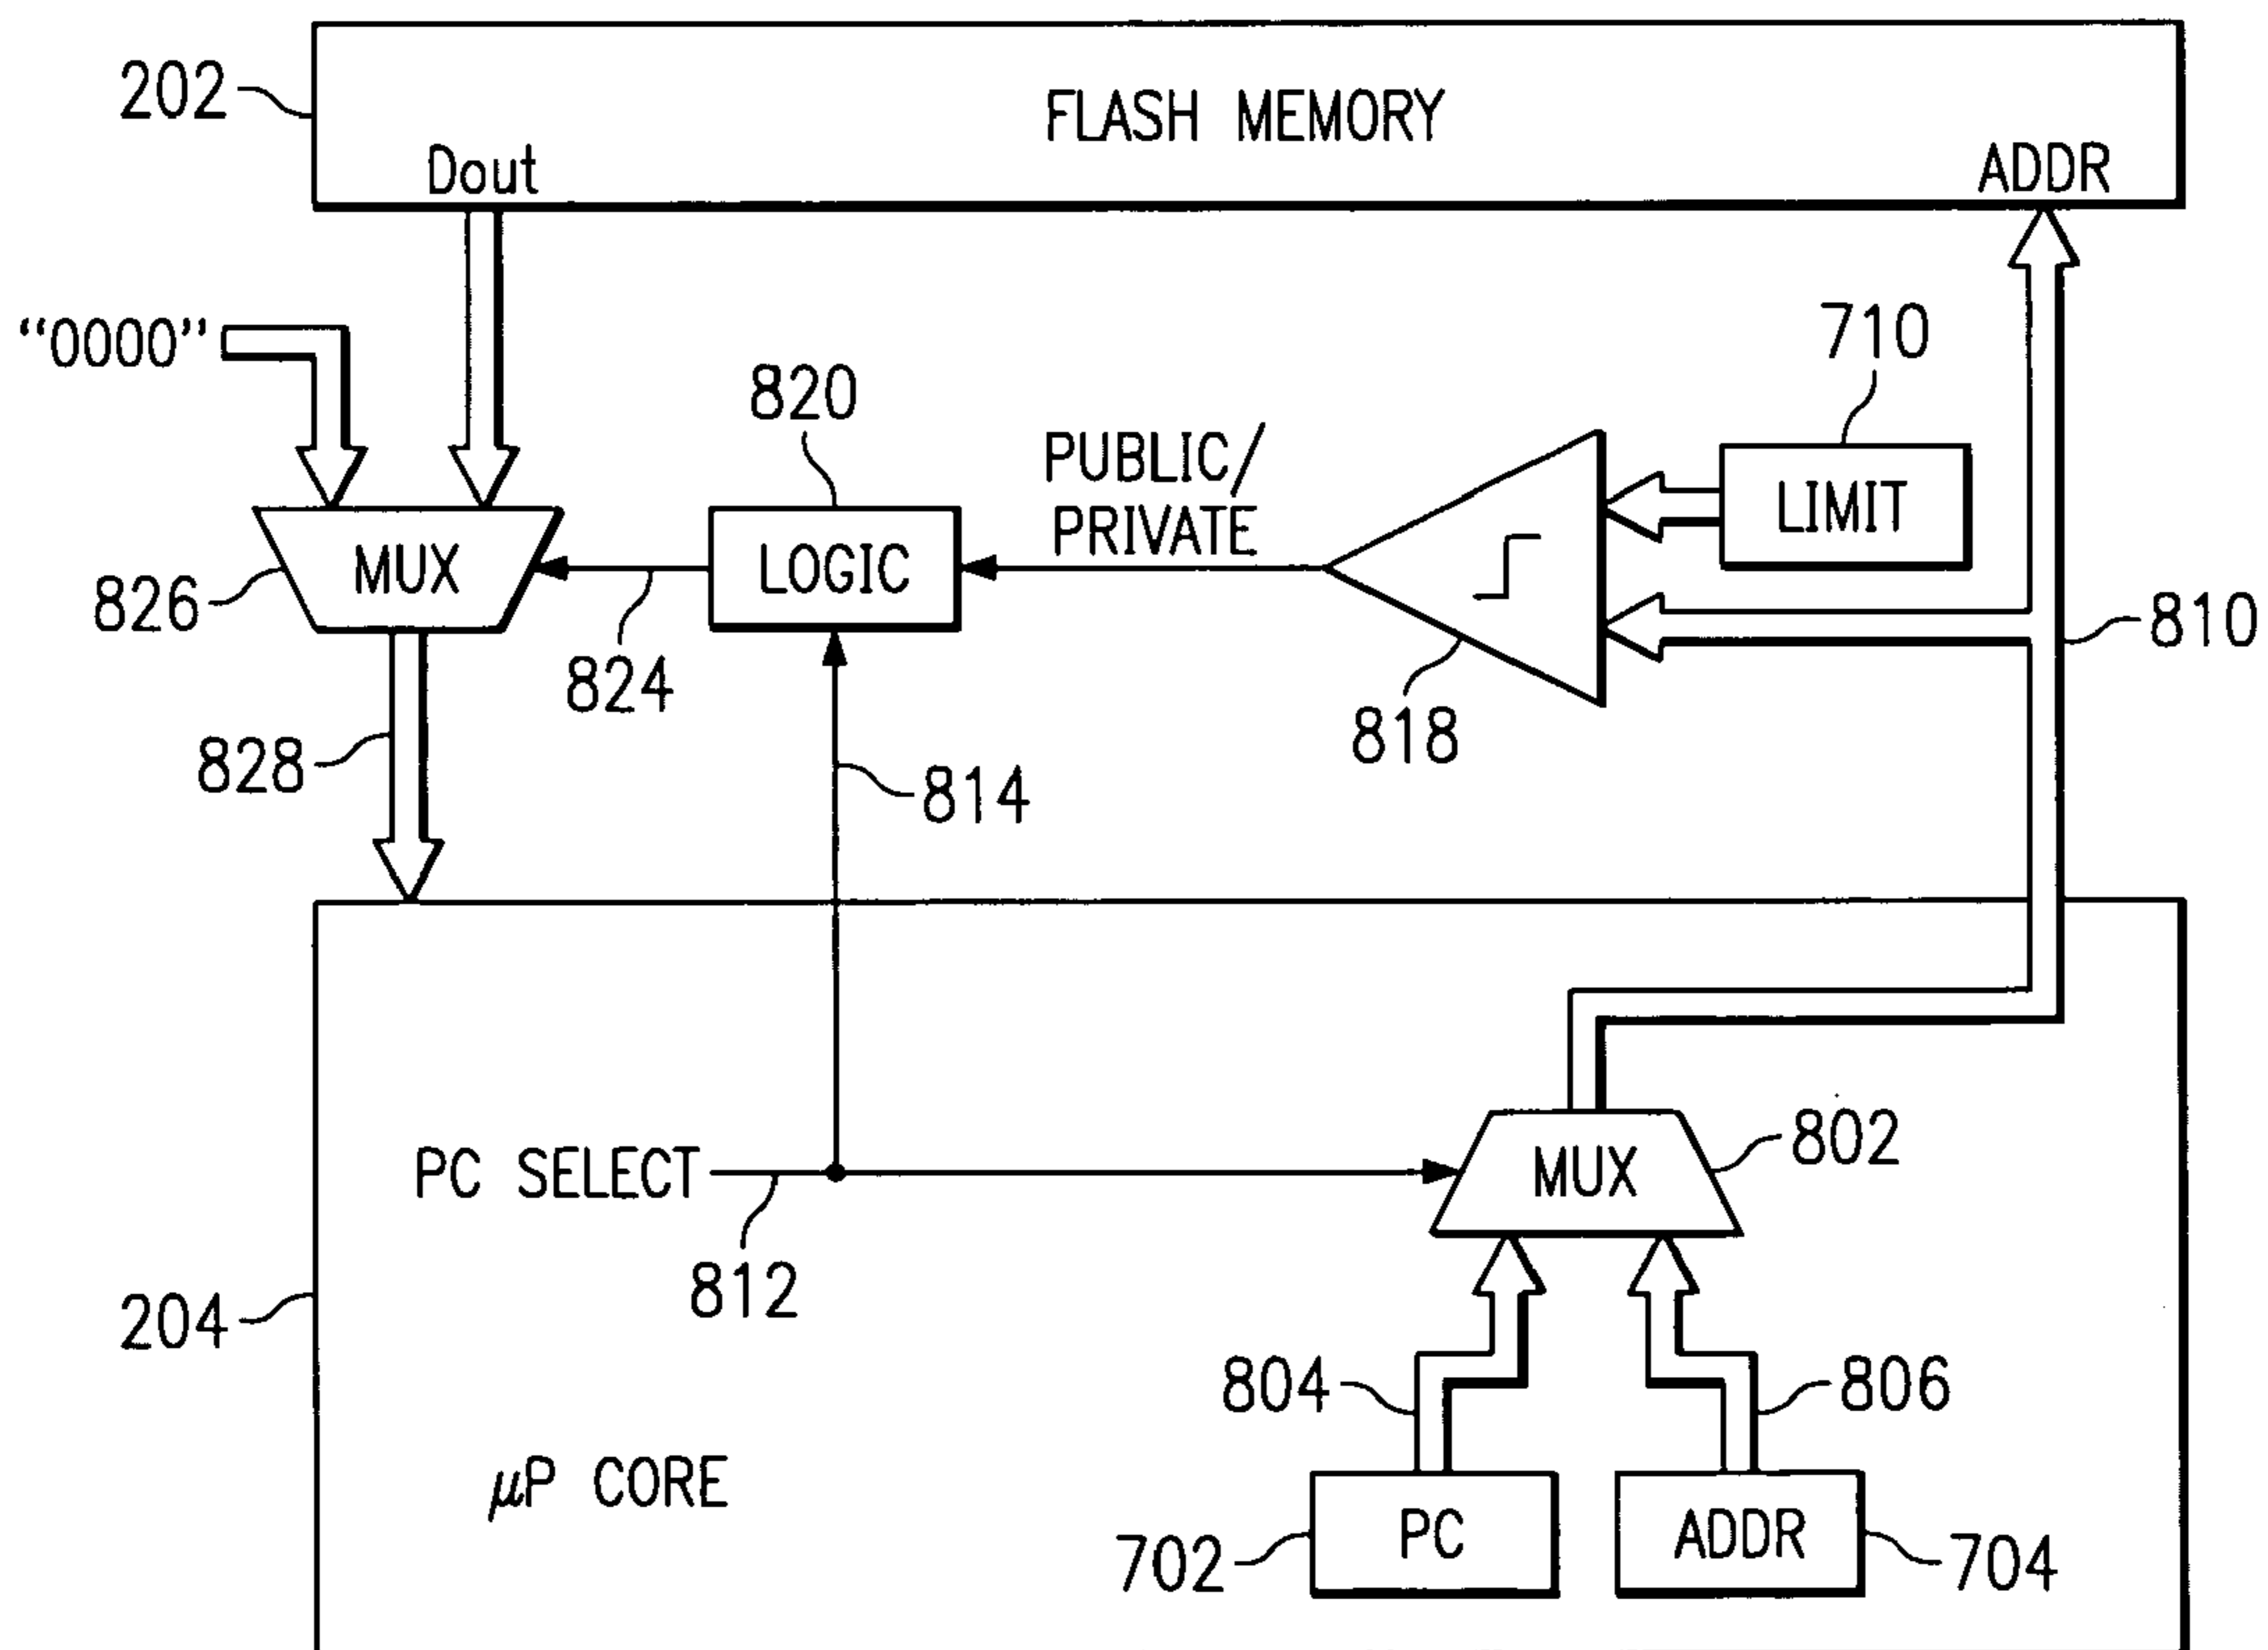 202
FLASH MEMORY
Dout
ADDR
“0000”
710
820
PUBLIC/
PRIVATE
LIMIT
MUX
LOGIC
826
824
810
818
828
814
802
PC SELECT
MUX
812
204
804
806
µP CORE
PC
ADDR
702
704